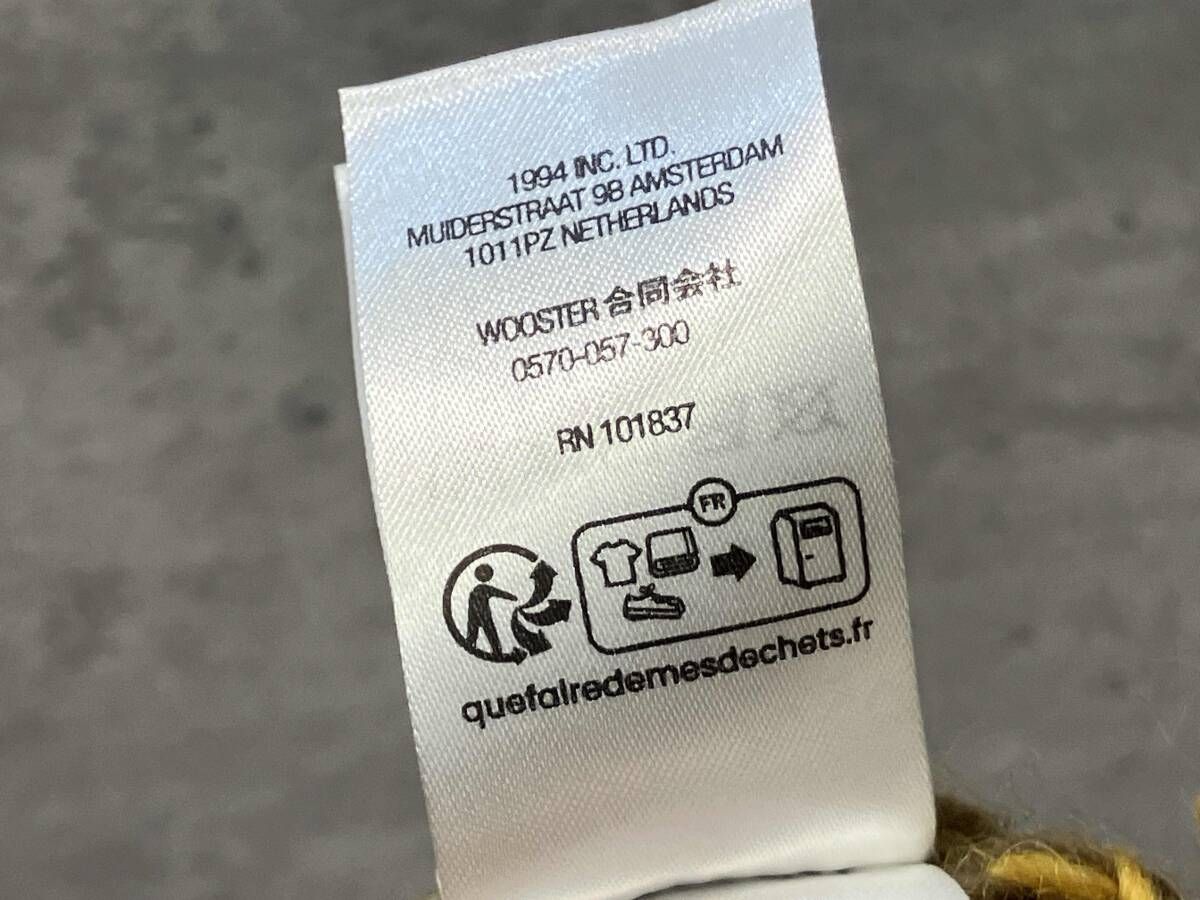 1994 INC. LTD.
MUIDERSTRAAT 98 AMSTERDAM
1011PZ NETHERLANDS
WOOSTER 合同会社
0570-057-300
RN 101837
FR
quefairedemesdechets.fr